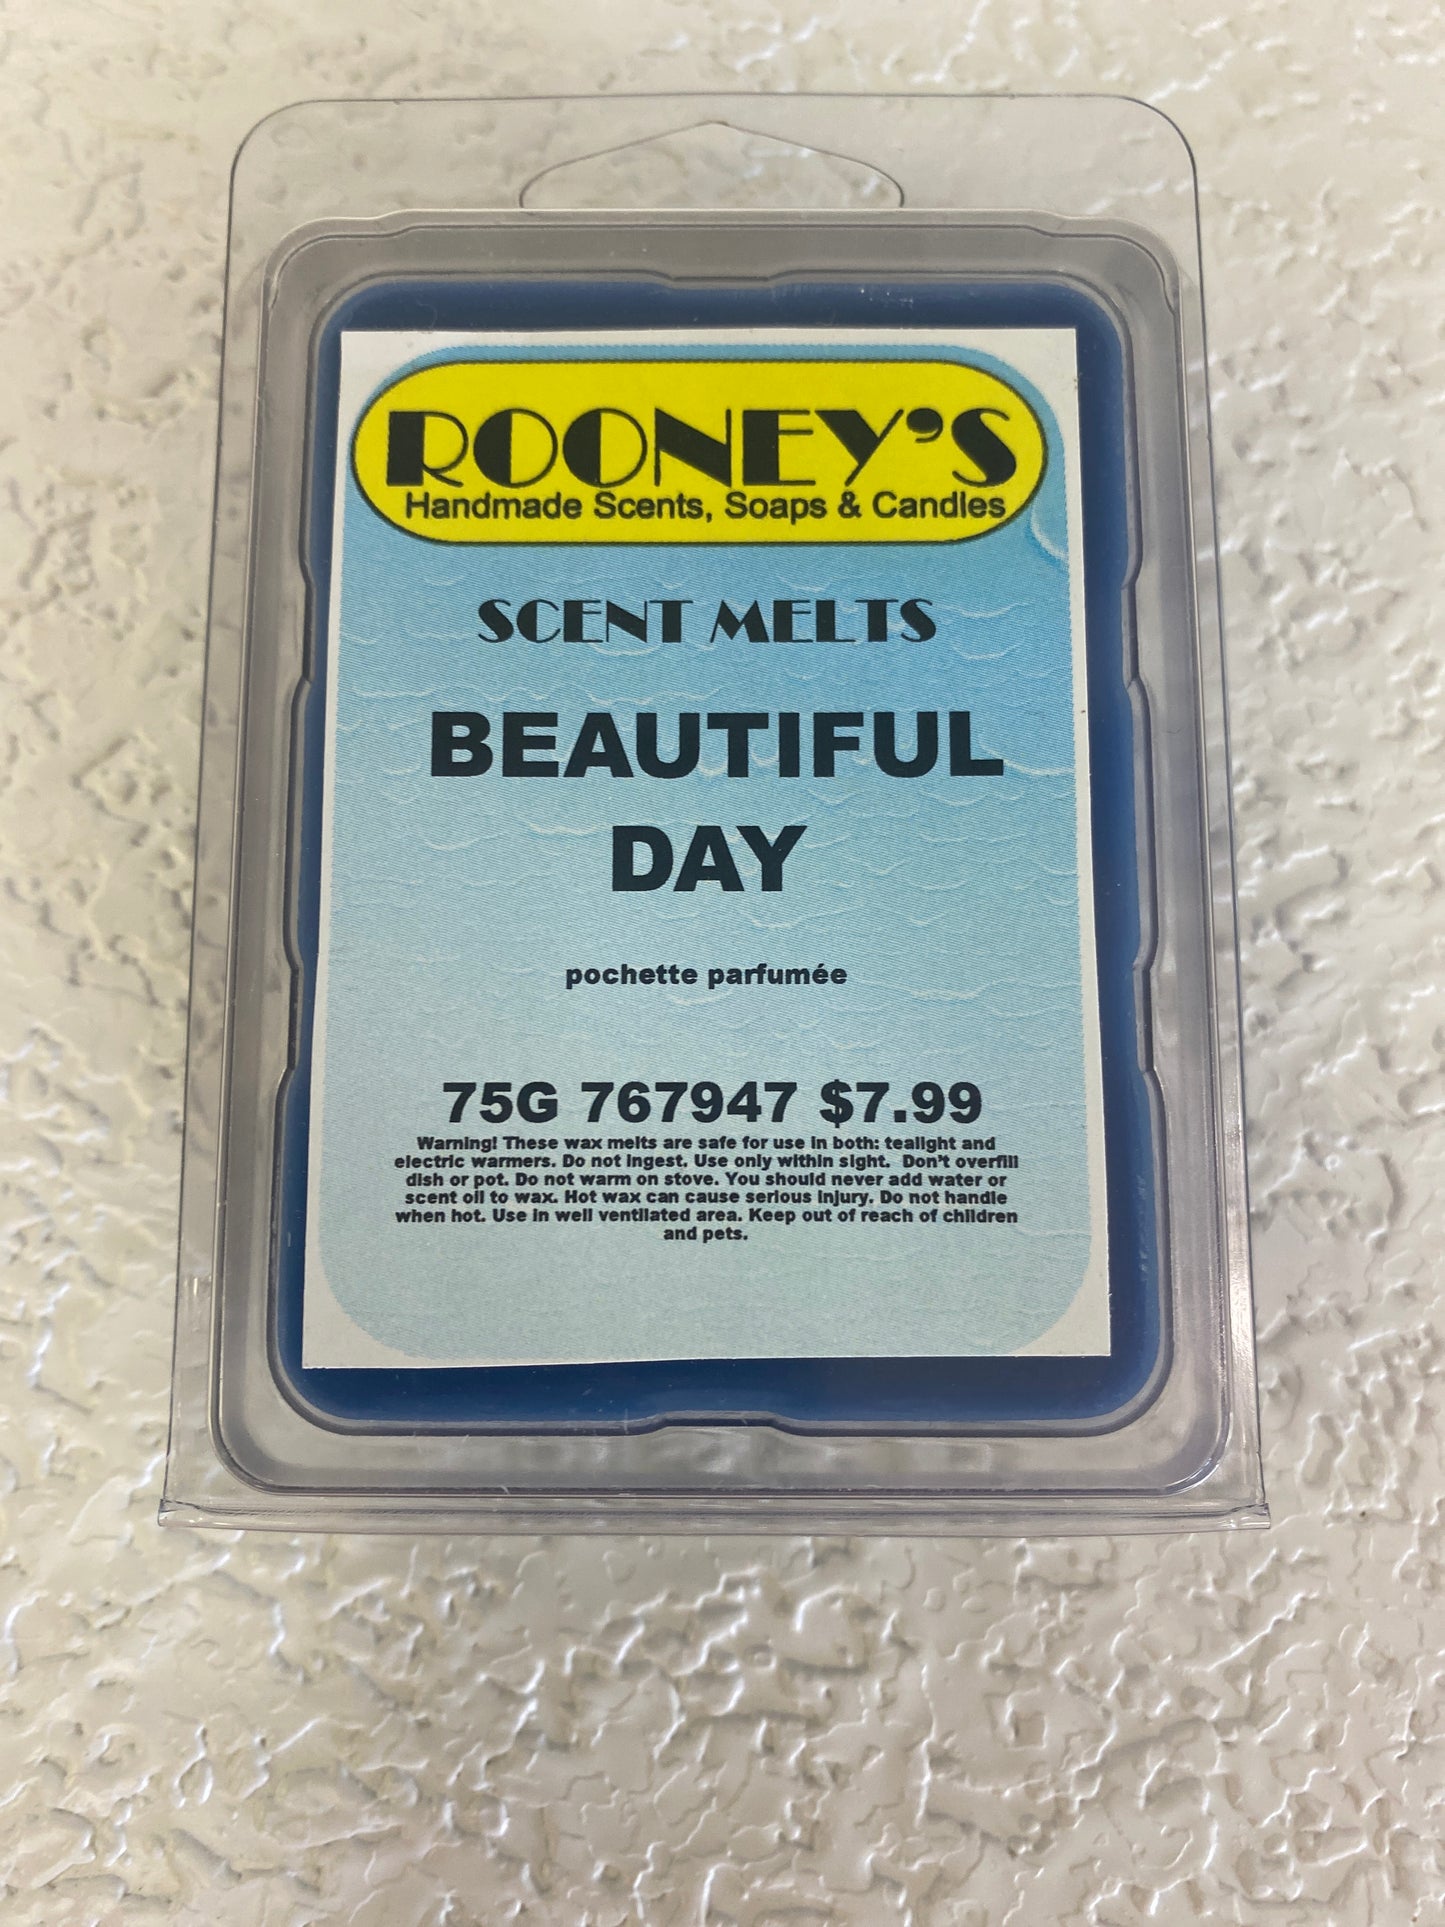 ROONEY'S
Handmade Scents, Soaps & Candles
SCENT MELTS
BEAUTIFUL
DAY
pochette parfumée
75G 767947 $7.99
Warning! These wax melts are safe for use in both: tealight and
electric warmers. Do not ingest. Use only within sight. Don't overfill
dish or pot. Do not warm on stove. You should never add water or
scent oil to wax. Hot wax can cause serious injury. Do not handle
when hot. Use in well ventilated area. Keep out of reach of children
and pets.